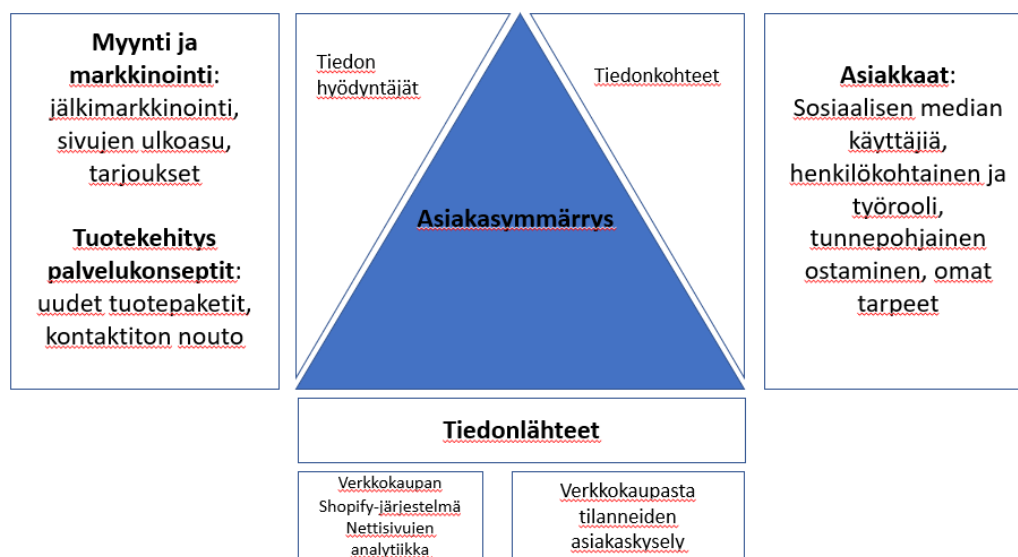 Myynti ja
markkinointi:
jälkimarkkinointi,
sivujen ulkoasu,
tarjoukset
Tuotekehitys
palvelukonseptit:
uudet tuotepaketit,
kontaktiton nouto
Tiedon
hyödyntäjät
Asiakasymmärrys
Tiedonkohteet
Asiakkaat:
Sosiaalisen median
käyttäjiä,
henkilökohtainen ja
työrooli,
tunnepohjainen
ostaminen, omat
tarpeet
Tiedonlähteet
Verkkokaupan
Shopify-järjestelmä
Nettisivujen
analytiikka
Verkkokaupasta
tilanneiden
asiakaskysely